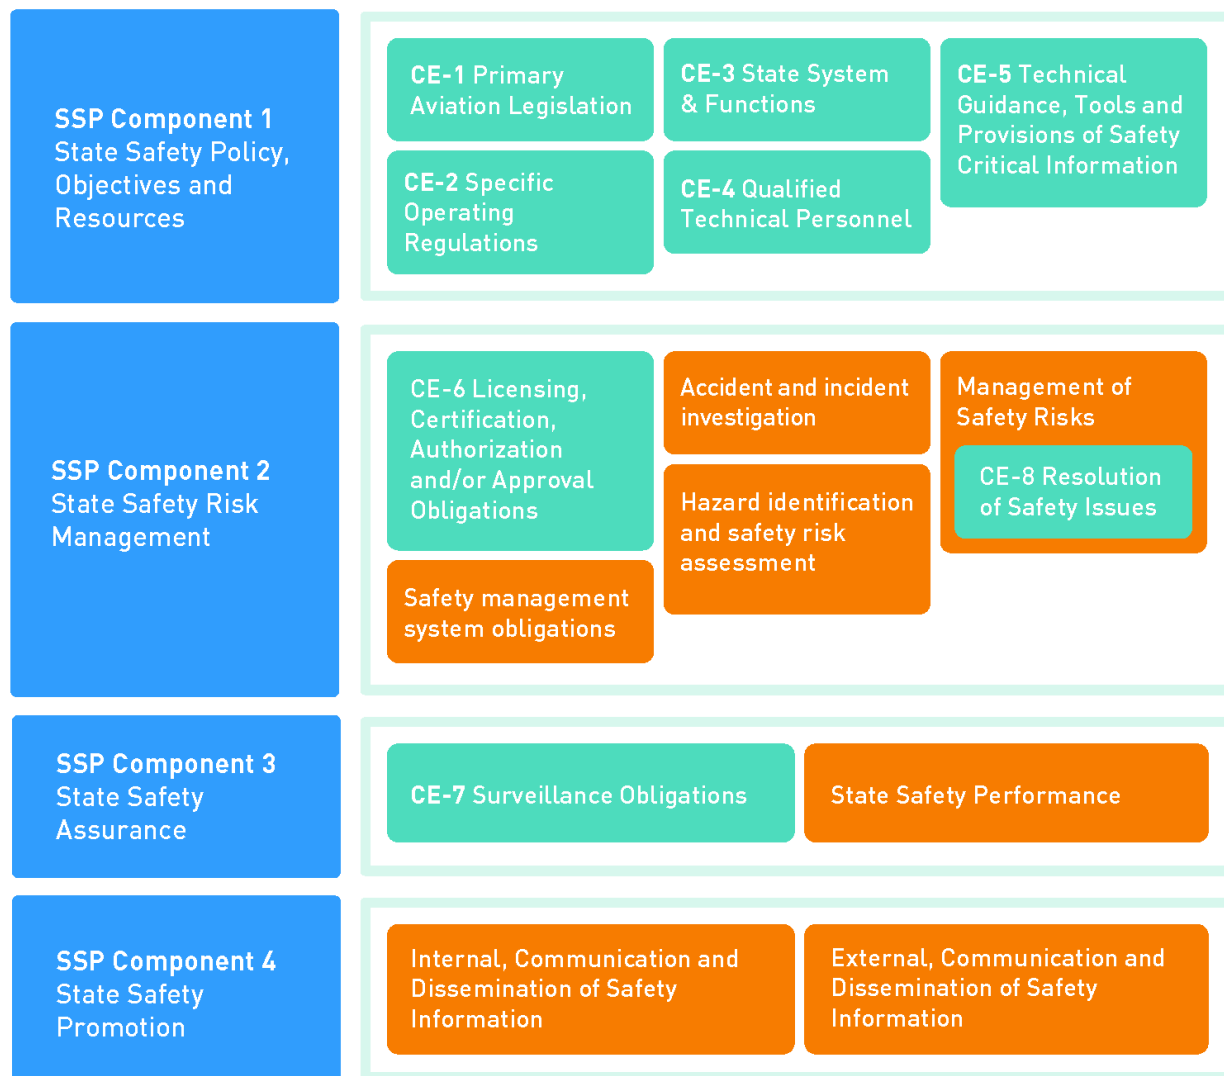 SSP Component 1
State Safety Policy,
Objectives and
Resources
CE-1 Primary
Aviation Legislation
CE-2 Specific
Operating
Regulations
CE-3 State System
& Functions
CE-4 Qualified
Technical Personnel
CE-5 Technical
Guidance, Tools and
Provisions of Safety
Critical Information
SSP Component 2
State Safety Risk
Management
CE-6 Licensing,
Certification,
Authorization
and/or Approval
Obligations
Safety management
system obligations
Accident and incident
investigation
Hazard identification
and safety risk
assessment
Management of
Safety Risks
CE-8 Resolution
of Safety Issues
SSP Component 3
State Safety
Assurance
CE-7 Surveillance Obligations
State Safety Performance
SSP Component 4
State Safety
Promotion
Internal, Communication and
Dissemination of Safety
Information
External, Communication and
Dissemination of Safety
Information